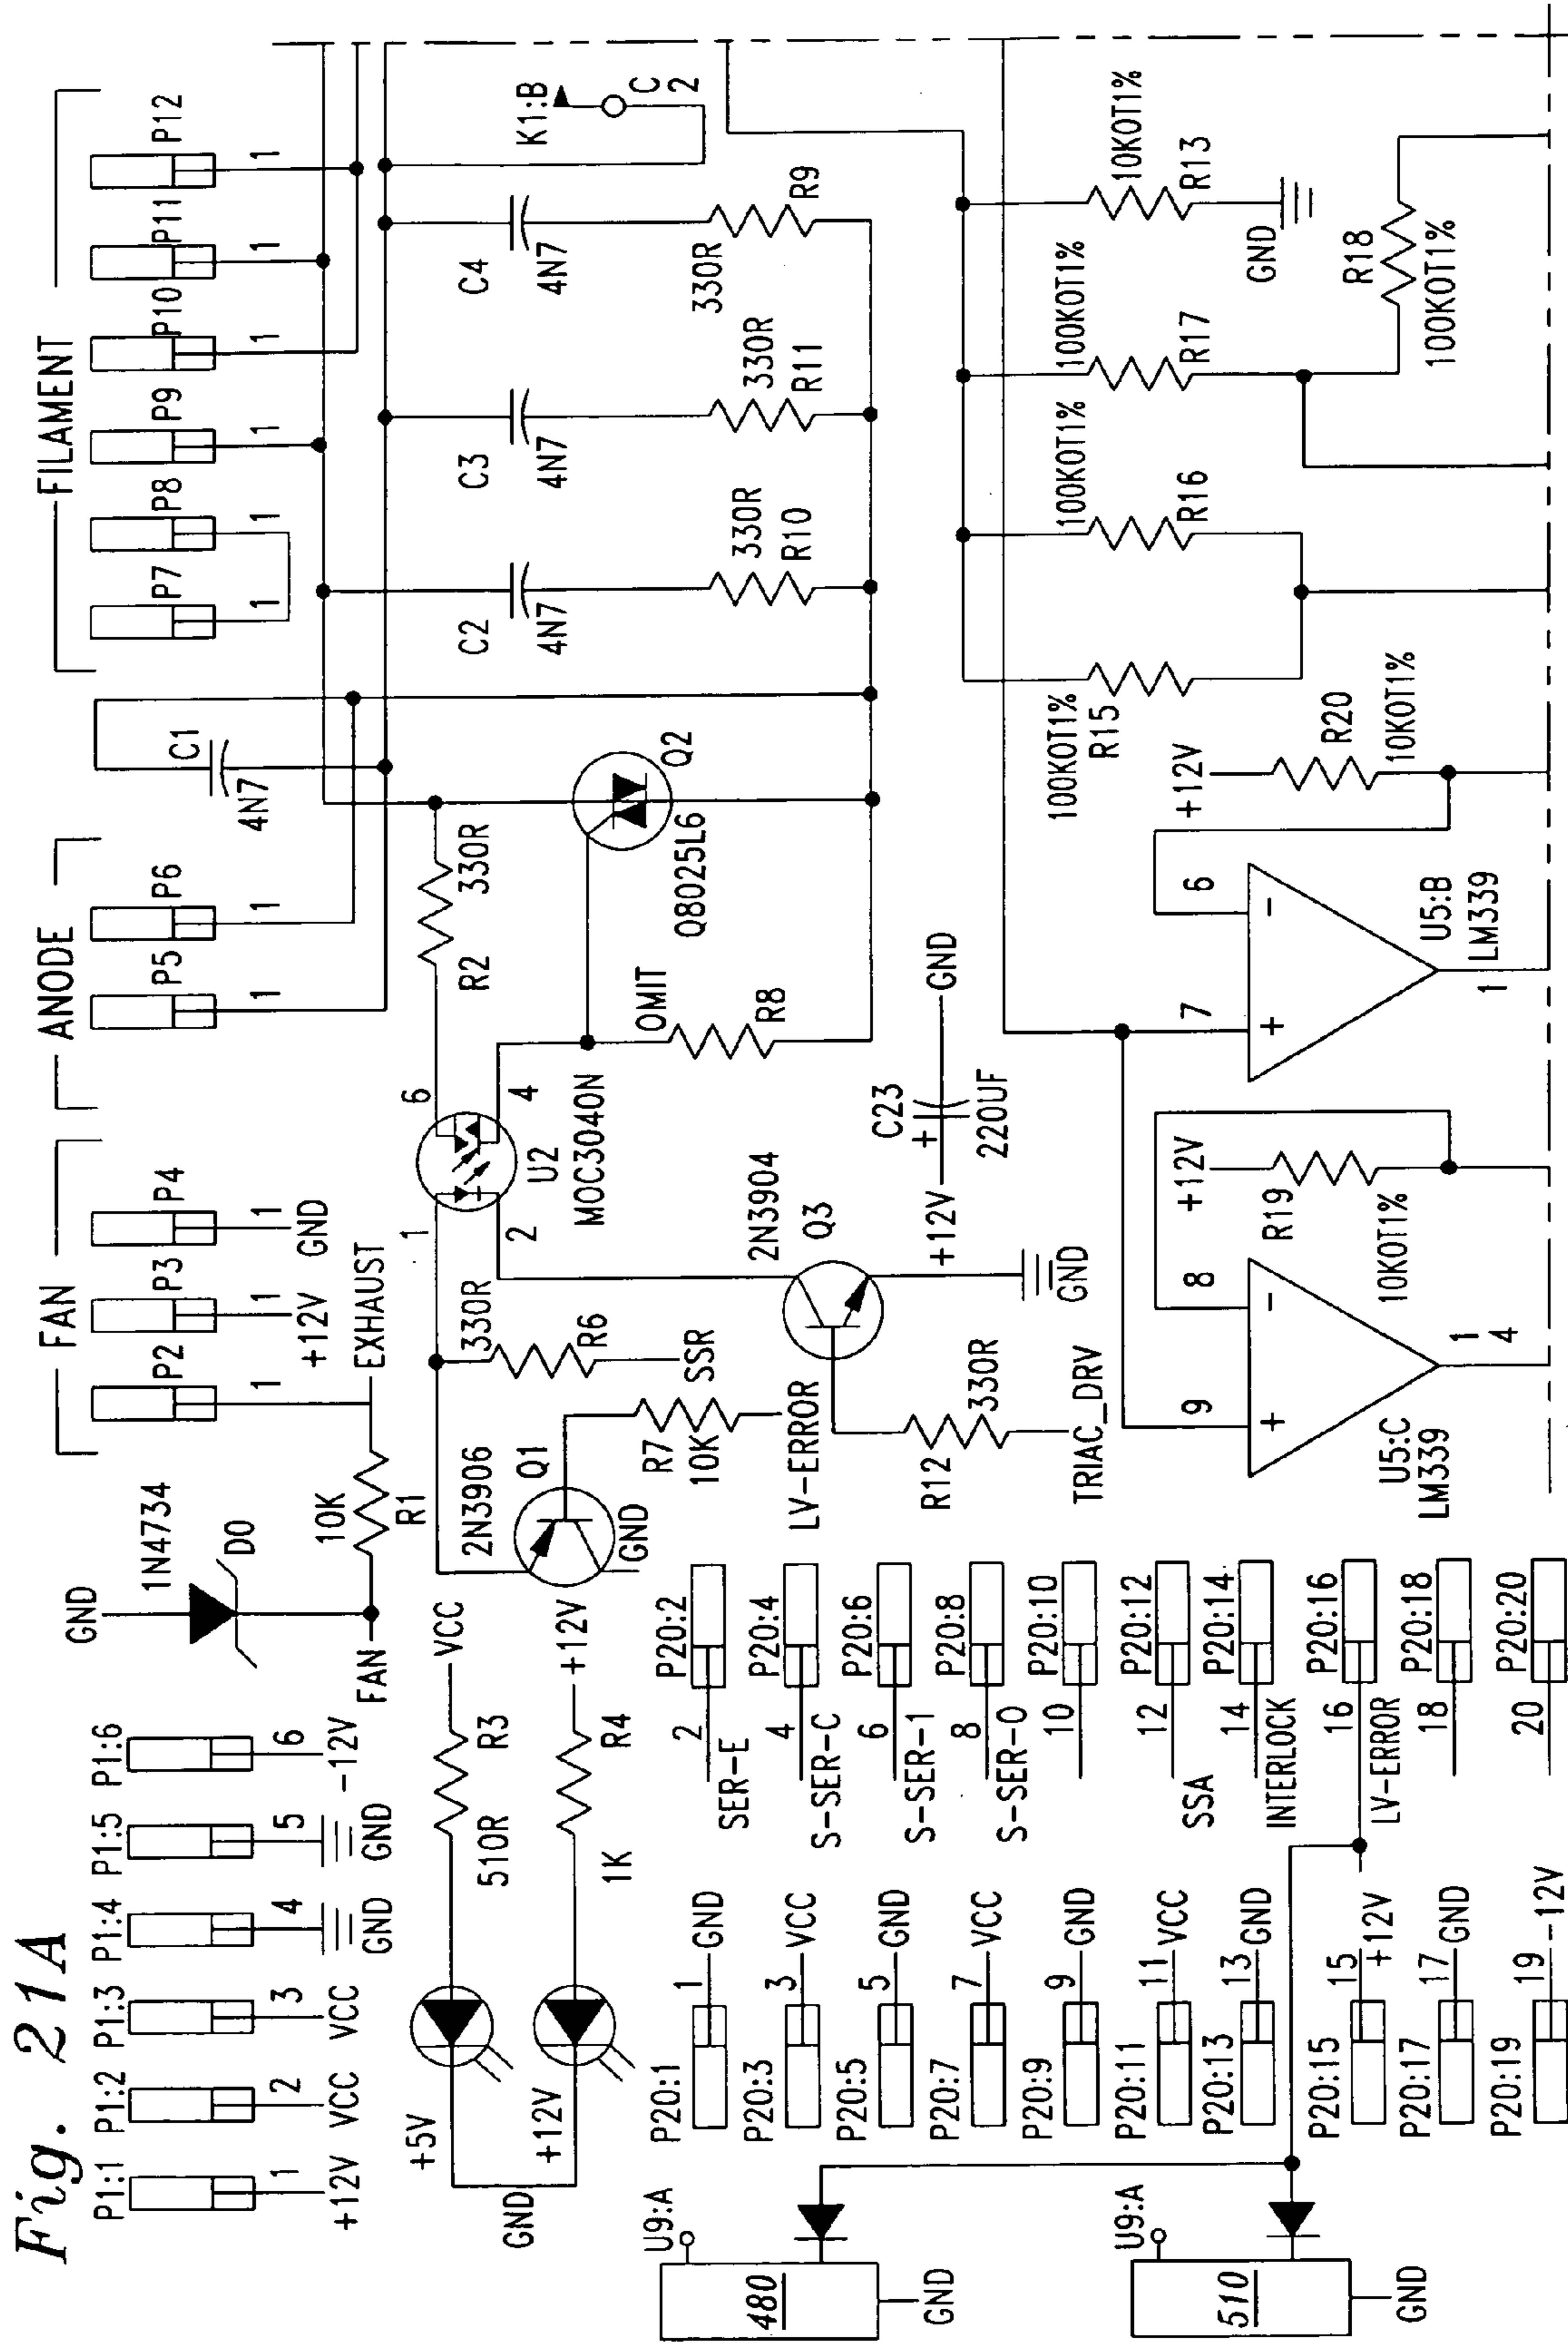 Fig. 21A
P1:1 P1:2 P1:3 P1:4 P1:5 P1:6
1 2 3 4 5 6
+12V VCC VCC GND GND -12V
GND
1N4734
D0
FAN
10K
R1
EXHAUST
FAN
P2 P3 P4
1 1 1
+12V GND
ANODE
P5 P6
1 1
C1
4N7
FILAMENT
P7 P8 P9 P10 P11 P12
1 1 1 1 1 1
+5V
510R
R3
VCC
+12V
1K
R4
+12V
GND
2N3906
Q1
GND
330R
R6
SSR
R7
10K
LV-ERROR
1 6
2 4
U2
MOC3040N
R2
330R
OMIT
R8
Q2
Q8025L6
C2
4N7
330R
R10
C3
4N7
330R
R11
C4
4N7
330R
R9
K1:B
C
2
2N3904
Q3
R12
330R
TRIAC_DRV
GND
C23
+
220UF
+12V
GND
U9:A
480
GND
U9:A
510
GND
P20:1 1 GND
P20:3 3 VCC
P20:5 5 GND
P20:7 7 VCC
P20:9 9 GND
P20:11 11 VCC
P20:13 13 GND
P20:15 15 +12V
P20:17 17 GND
P20:19 19 -12V
SER-E 2 P20:2
S-SER-C 4 P20:4
S-SER-1 6 P20:6
S-SER-0 8 P20:8
10 P20:10
SSA 12 P20:12
INTERLOCK 14 P20:14
LV-ERROR 16 P20:16
18 P20:18
20 P20:20
9 8
+ -
U5:C
LM339
1
4
+12V
R19
10K0T1%
7 6
+ -
U5:B
LM339
1
+12V
R20
10K0T1%
100K0T1%
R15
100K0T1%
R16
100K0T1%
R17
10K0T1%
R13
GND
R18
100K0T1%